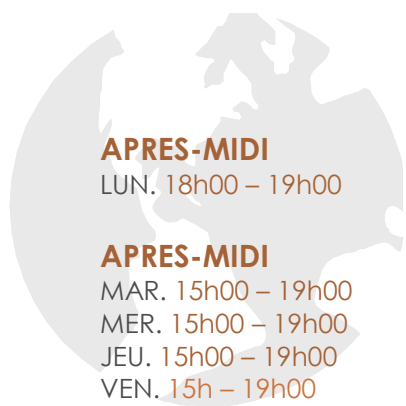 APRES-MIDI
LUN. 18h00 – 19h00
APRES-MIDI
MAR. 15h00 – 19h00
MER. 15h00 – 19h00
JEU. 15h00 – 19h00
VEN. 15h – 19h00